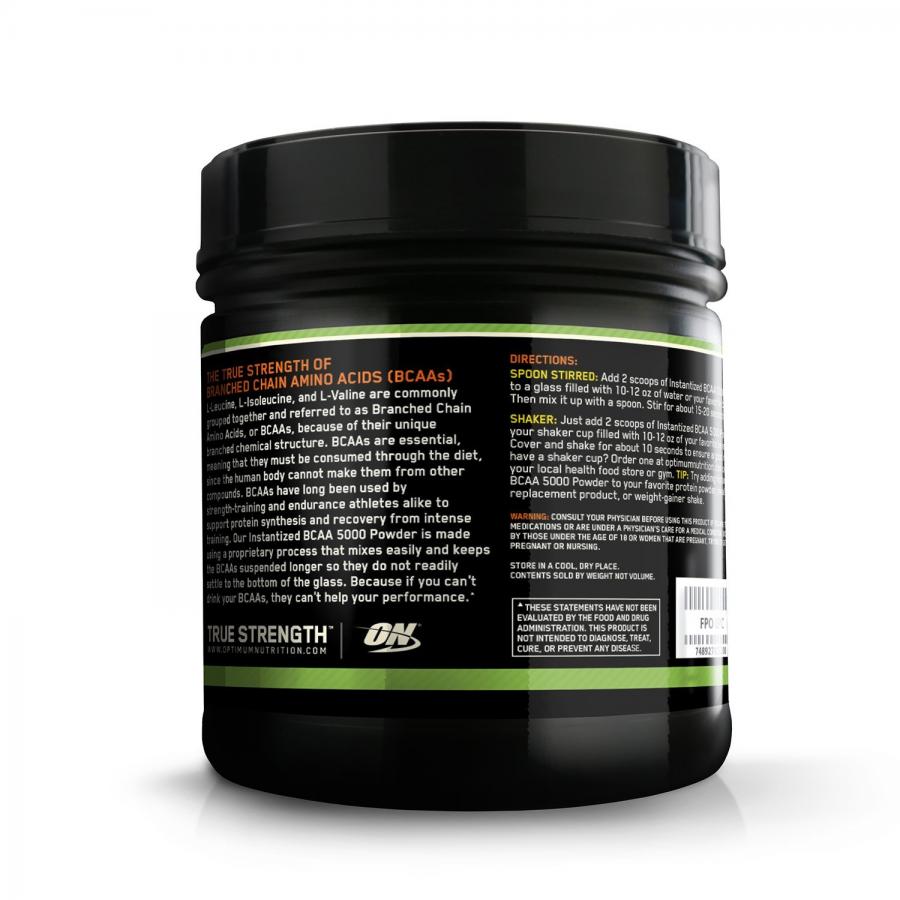 THE TRUE STRENGTH OF
BRANCHED CHAIN AMINO ACIDS (BCAAs)
L-Leucine, L-Isoleucine, and L-Valine are commonly
grouped together and referred to as Branched Chain
Amino Acids, or BCAAs, because of their unique
branched chemical structure. BCAAs are essential,
meaning that they must be consumed through the diet,
since the human body cannot make them from other
compounds. BCAAs have long been used by
strength-training and endurance athletes alike to
support protein synthesis and recovery from intense
training. Our Instantized BCAA 5000 Powder is made
using a proprietary process that mixes easily and keeps
the BCAAs suspended longer so they do not readily
settle to the bottom of the glass. Because if you can't
drink your BCAAs, they can't help your performance.▲
TRUE STRENGTH™
WWW.OPTIMUMNUTRITION.COM
ON®
DIRECTIONS:
SPOON STIRRED: Add 2 scoops of Instantized BCAA
to a glass filled with 10-12 oz of water or your
Then mix it up with a spoon. Stir for about 15-20
SHAKER: Just add 2 scoops of Instantized BCAA
your shaker cup filled with 10-12 oz of your
Cover and shake for about 10 seconds to ensure
have a shaker cup? Order one at
your local health food store or gym. TIP: Try
BCAA 5000 Powder to your favorite protein
replacement product, or weight-gainer shake.
WARNING: CONSULT YOUR PHYSICIAN BEFORE USING THIS PRODUCT
MEDICATIONS OR ARE UNDER A PHYSICIAN'S CARE FOR A MEDICAL
BY THOSE UNDER THE AGE OF 18 OR WOMEN THAT ARE PREGNANT,
PREGNANT OR NURSING.
STORE IN A COOL, DRY PLACE.
CONTENTS SOLD BY WEIGHT NOT VOLUME.
▲ THESE STATEMENTS HAVE NOT BEEN
EVALUATED BY THE FOOD AND DRUG
ADMINISTRATION. THIS PRODUCT IS
NOT INTENDED TO DIAGNOSE, TREAT,
CURE, OR PREVENT ANY DISEASE.
FPO